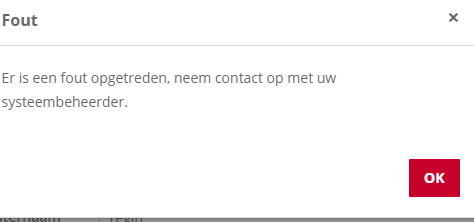 Fout
×
Er is een fout opgetreden, neem contact op met uw
systeembeheerder.
OK